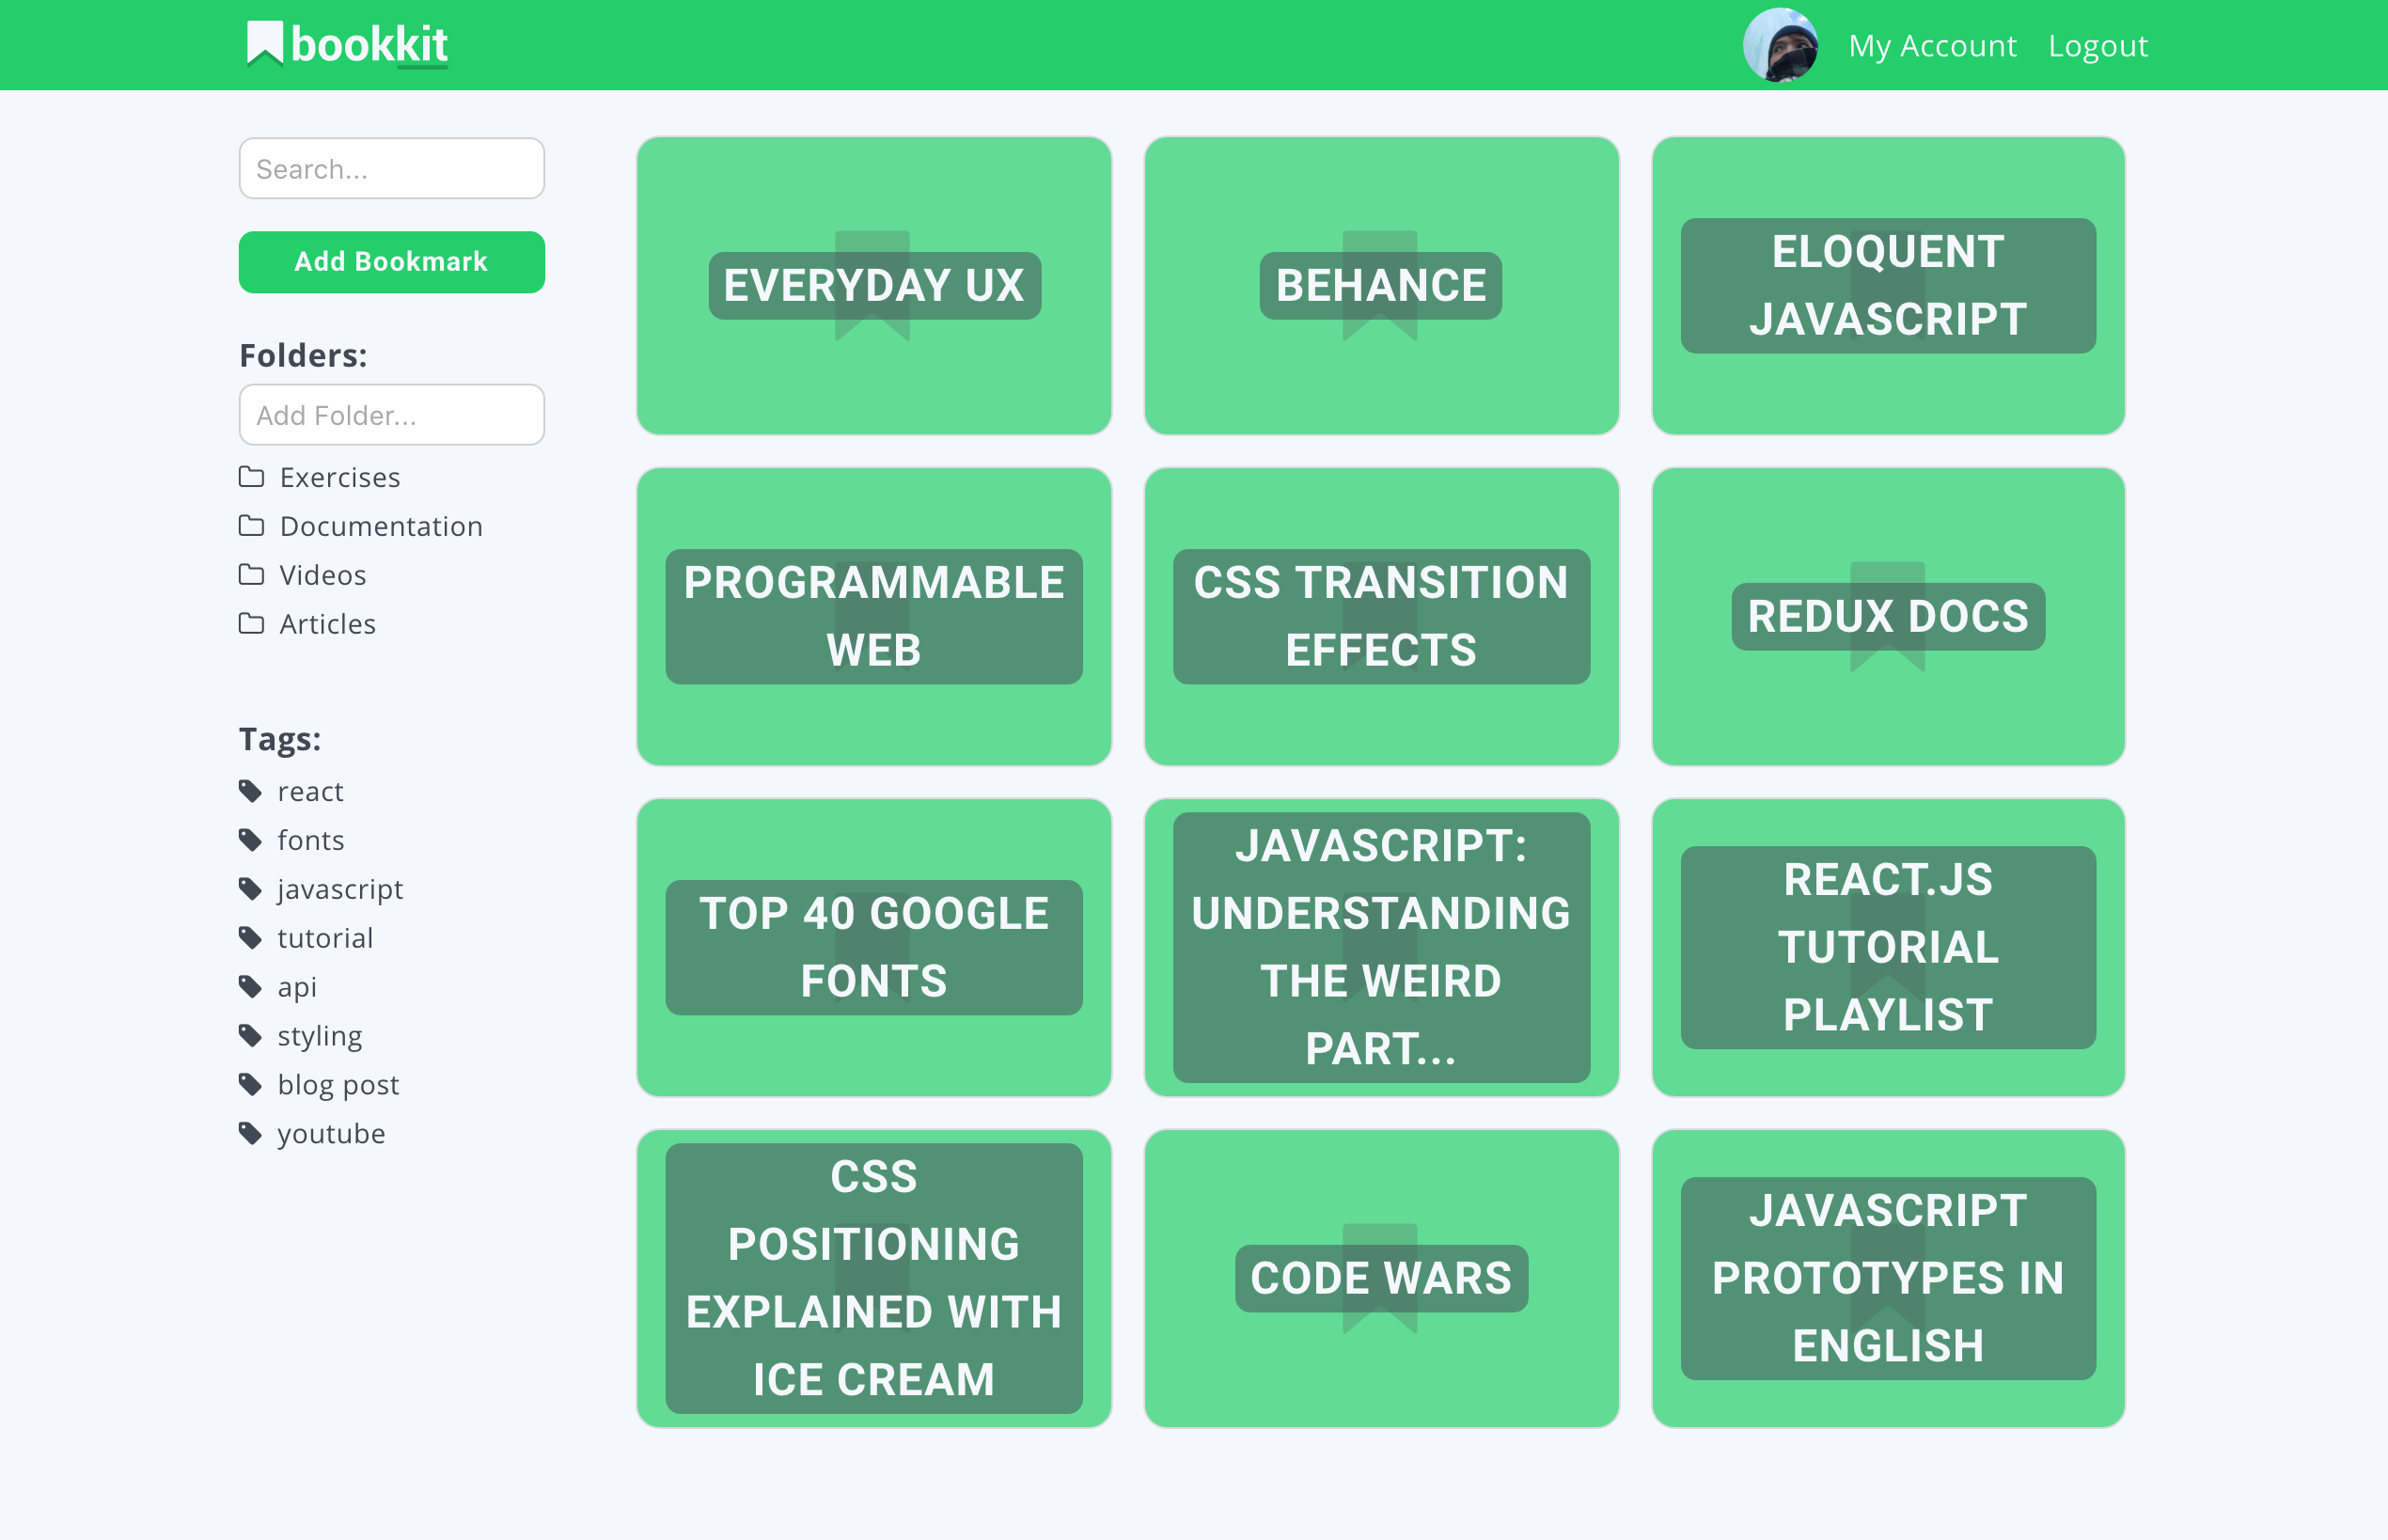 bookkit
My Account
Logout
Search...
Add Bookmark
Folders:
Add Folder...
Exercises
Documentation
Videos
Articles
Tags:
react
fonts
javascript
tutorial
api
styling
blog post
youtube
EVERYDAY UX
BEHANCE
ELOQUENT
JAVASCRIPT
PROGRAMMABLE
WEB
CSS TRANSITION
EFFECTS
REDUX DOCS
TOP 40 GOOGLE
FONTS
JAVASCRIPT:
UNDERSTANDING
THE WEIRD
PART...
REACT.JS
TUTORIAL
PLAYLIST
CSS
POSITIONING
EXPLAINED WITH
ICE CREAM
CODE WARS
JAVASCRIPT
PROTOTYPES IN
ENGLISH